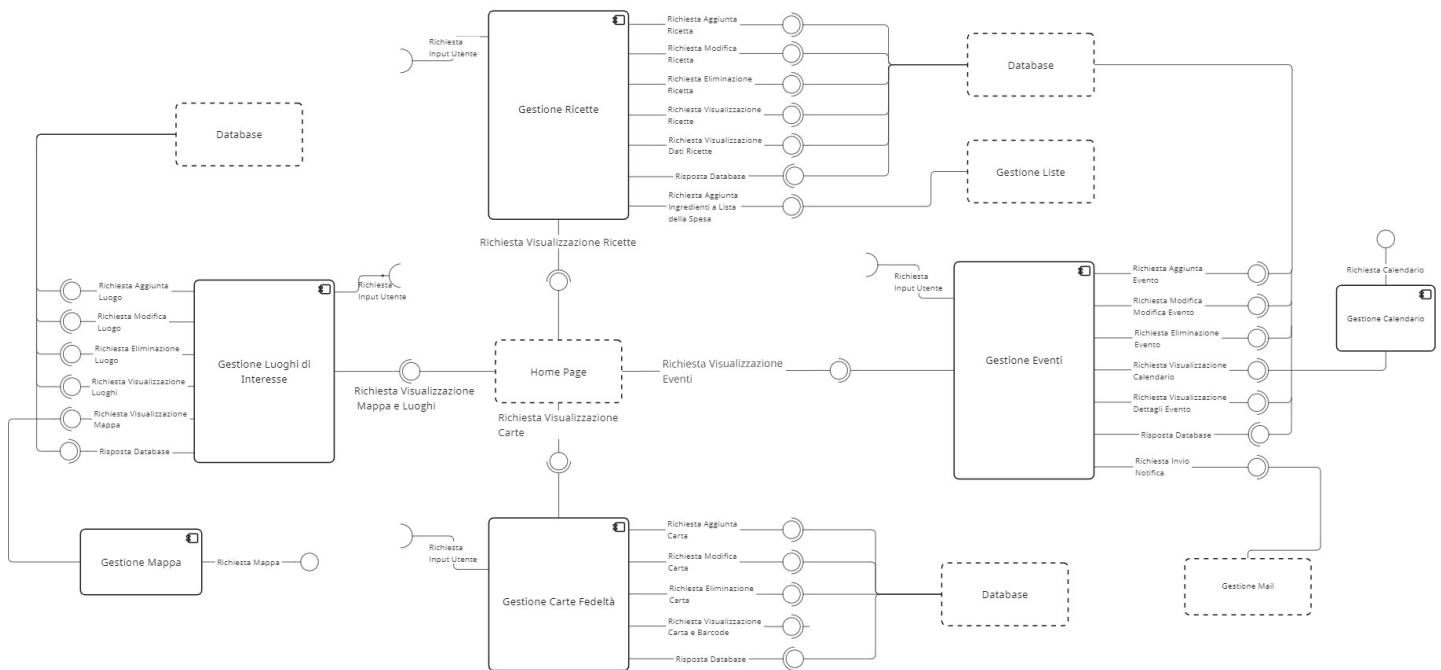 Richiesta
Input Utente
Gestione Ricette
Richiesta Aggiunta
Ricetta
Richiesta Modifica
Ricetta
Richiesta Eliminazione
Ricetta
Richiesta Visualizzazione
Ricette
Richiesta Visualizzazione
Dati Ricette
Risposta Database
Richiesta Aggiunta
Ingredienti a Lista
della Spesa
Database
Gestione Liste
Database
Richiesta Visualizzazione Ricette
Richiesta Aggiunta
Luogo
Richiesta Modifica
Luogo
Richiesta Eliminazione
Luogo
Richiesta Visualizzazione
Luoghi
Richiesta Visualizzazione
Mappa
Risposta Database
Gestione Luoghi di
Interesse
Richiesta
Input Utente
Richiesta Visualizzazione
Mappa e Luoghi
Home Page
Richiesta Visualizzazione
Eventi
Richiesta Visualizzazione
Carte
Richiesta
Input Utente
Gestione Eventi
Richiesta Aggiunta
Evento
Richiesta Modifica
Modifica Evento
Richiesta Eliminazione
Evento
Richiesta Visualizzazione
Calendario
Richiesta Visualizzazione
Dettagli Evento
Risposta Database
Richiesta Invio
Notifica
Richiesta Calendario
Gestione Calendario
Gestione Mappa
Richiesta Mappa
Richiesta
Input Utente
Gestione Carte Fedeltà
Richiesta Aggiunta
Carta
Richiesta Modifica
Carta
Richiesta Eliminazione
Carta
Richiesta Visualizzazione
Carta e Barcode
Risposta Database
Database
Gestione Mail